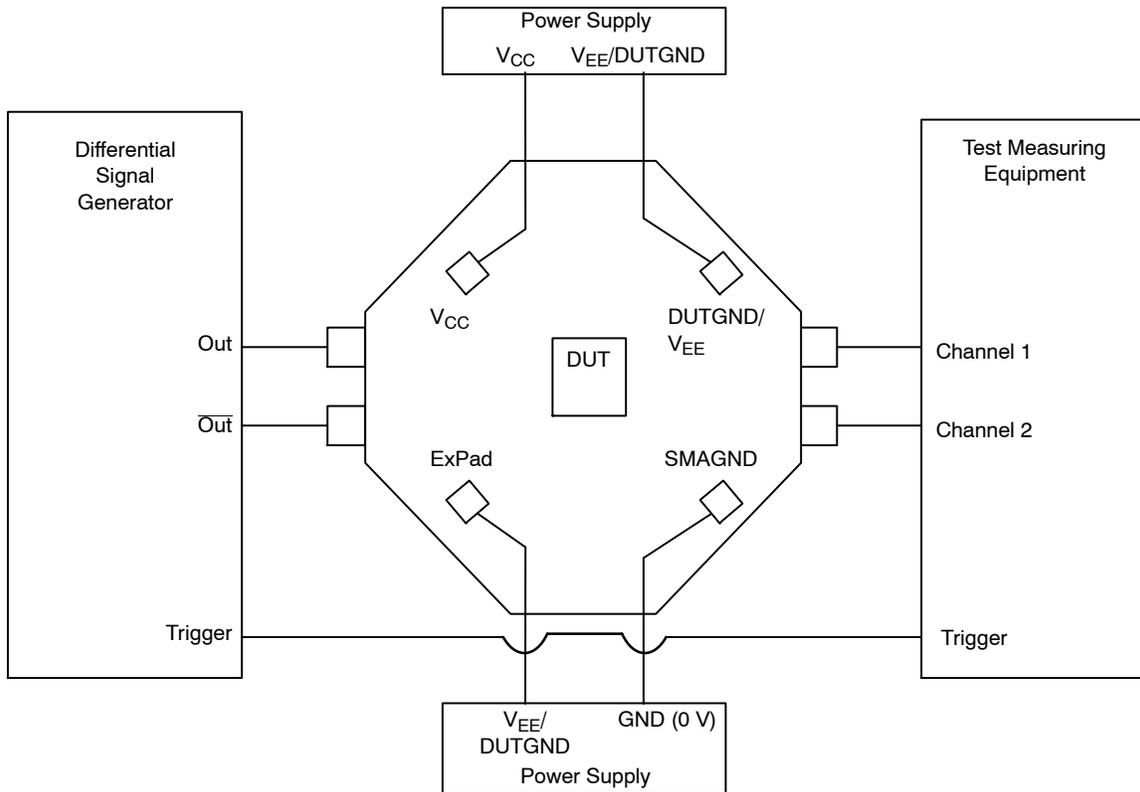 Power Supply
VCC VEE/DUTGND
Differential
Signal
Generator
Test Measuring
Equipment
VCC
DUTGND/
VEE
Out
Channel 1
DUT
Out
Channel 2
ExPad
SMAGND
Trigger
Trigger
VEE/
DUTGND
GND (0 V)
Power Supply